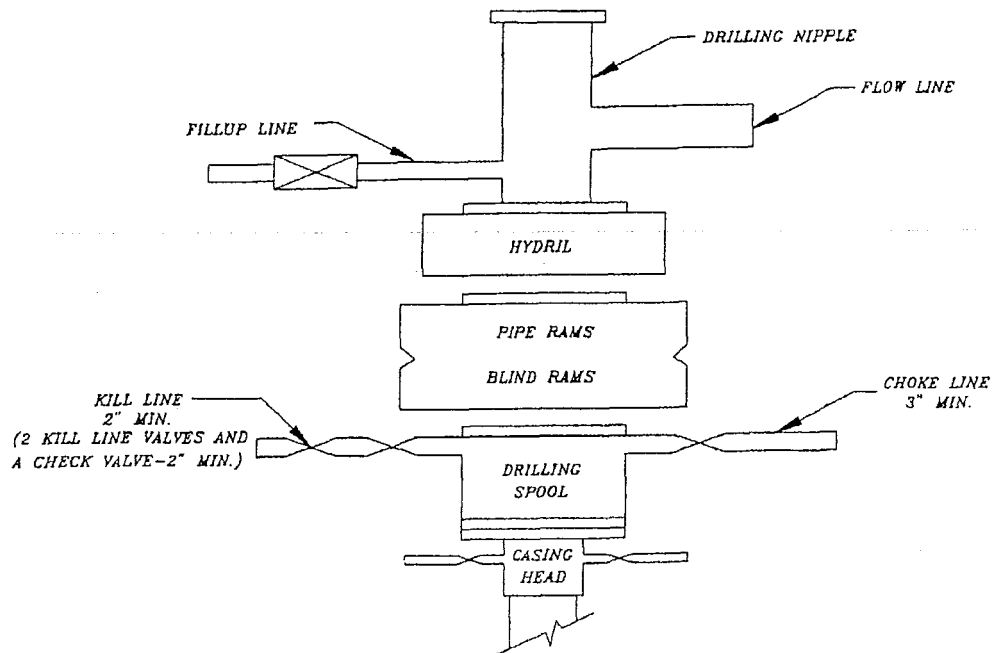 DRILLING NIPPLE
FLOW LINE
FILLUP LINE
HYDRIL
PIPE RAMS
BLIND RAMS
KILL LINE
2" MIN.
(2 KILL LINE VALVES AND
A CHECK VALVE-2" MIN.)
CHOKE LINE
3" MIN.
DRILLING
SPOOL
CASING
HEAD